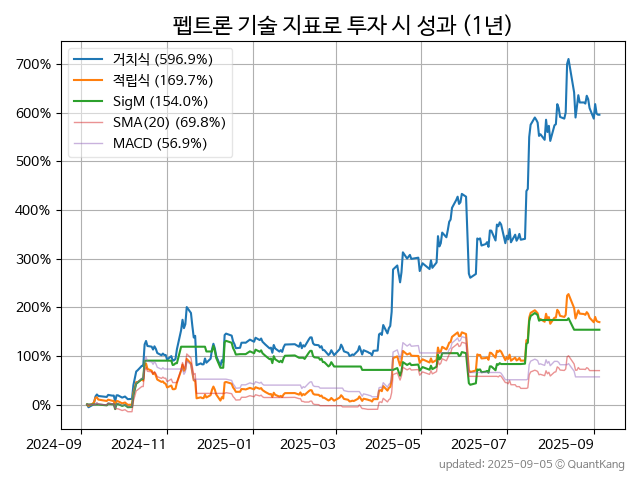 펩트론 기술 지표로 투자 시 성과 (1년)
거치식 (596.9%)
적립식 (169.7%)
SigM (154.0%)
SMA(20) (69.8%)
MACD (56.9%)
700%
600%
500%
400%
300%
200%
100%
0%
2024-09 2024-11 2025-01 2025-03 2025-05 2025-07 2025-09
updated: 2025-09-05 © QuantKang